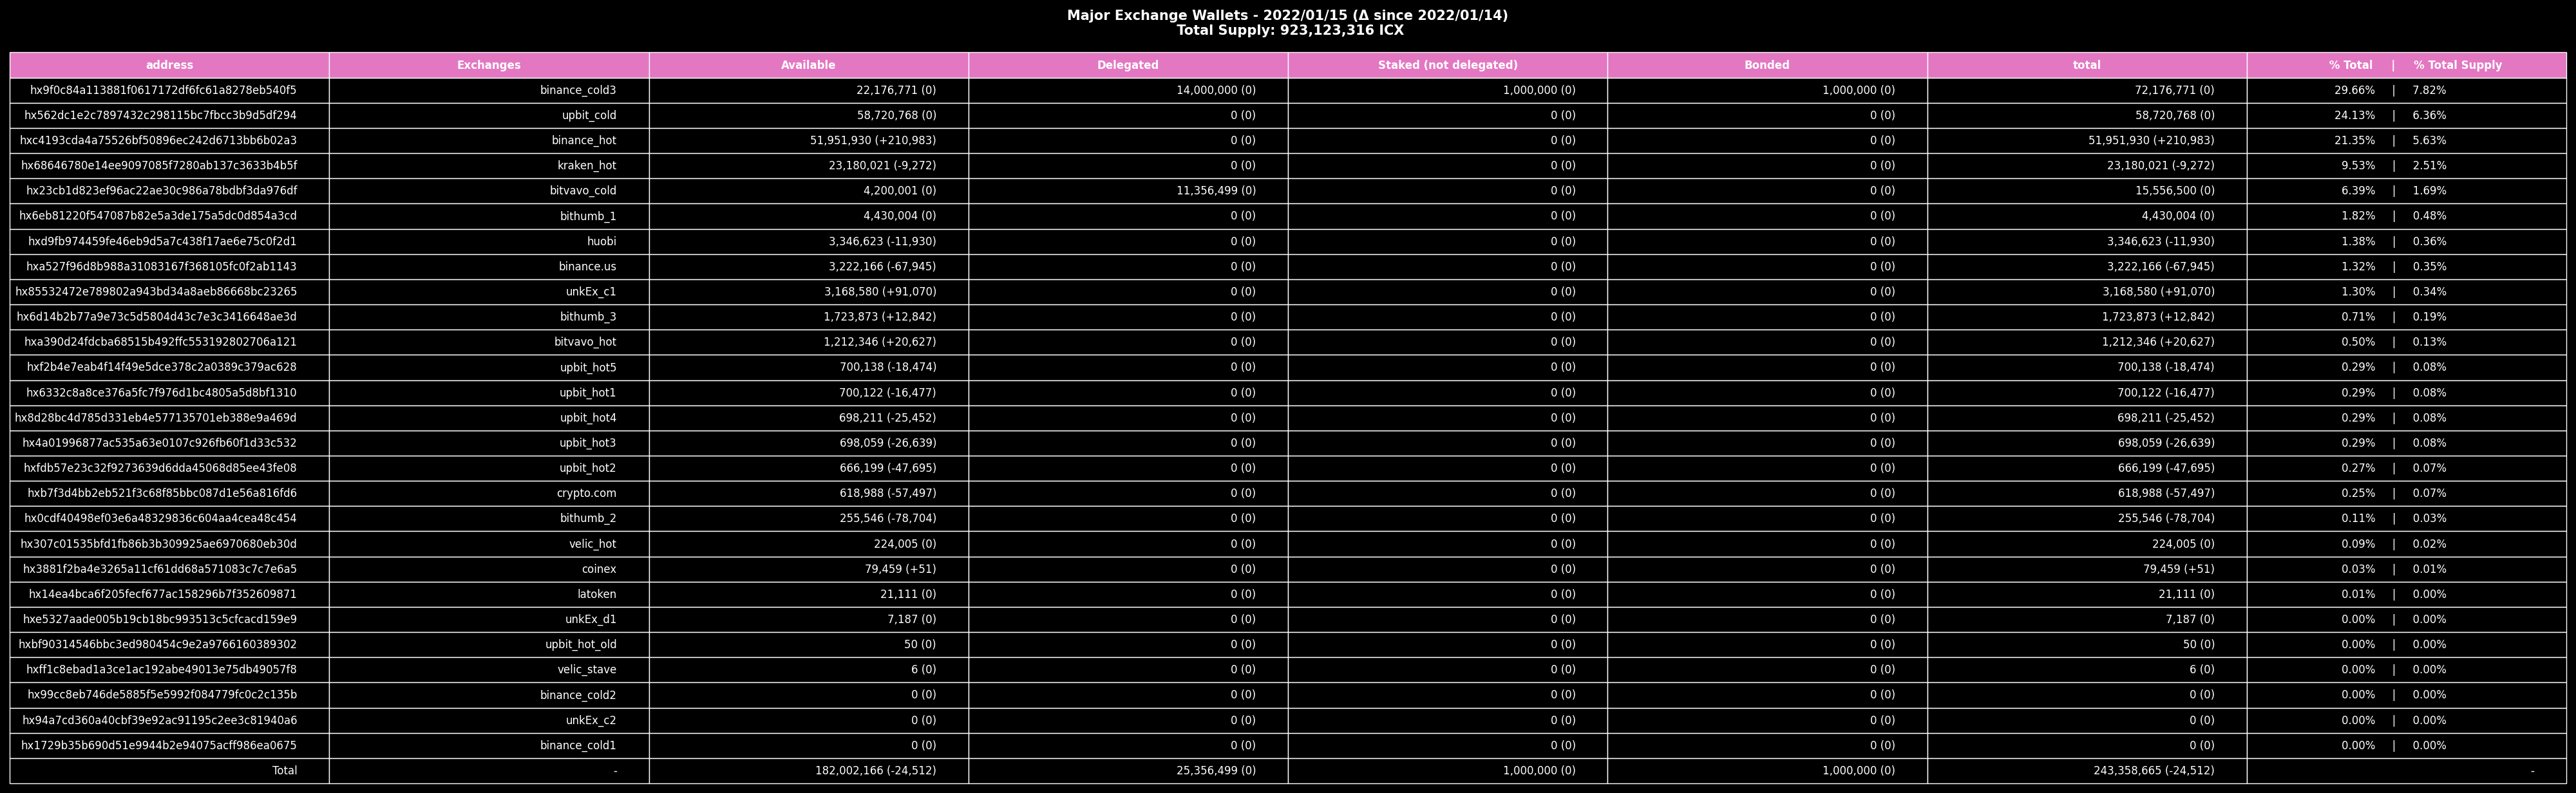 Major Exchange Wallets - 2022/01/15 (Δ since 2022/01/14)
Total Supply: 923,123,316 ICX
address Exchanges Available Delegated Staked (not delegated) Bonded total % Total | % Total Supply
hx9f0c84a113881f0617172df6fc61a8278eb540f5 binance_cold3 22,176,771 (0) 14,000,000 (0) 1,000,000 (0) 1,000,000 (0) 72,176,771 (0) 29.66% | 7.82%
hx562dc1e2c7897432c298115bc7fbcc3b9d5df294 upbit_cold 58,720,768 (0) 0 (0) 0 (0) 0 (0) 58,720,768 (0) 24.13% | 6.36%
hxc4193cda4a75526bf50896ec242d6713bb6b02a3 binance_hot 51,951,930 (+210,983) 0 (0) 0 (0) 0 (0) 51,951,930 (+210,983) 21.35% | 5.63%
hx68646780e14ee9097085f7280ab137c3633b4b5f kraken_hot 23,180,021 (-9,272) 0 (0) 0 (0) 0 (0) 23,180,021 (-9,272) 9.53% | 2.51%
hx23cb1d823ef96ac22ae30c986a78bdbf3da976df bitvavo_cold 4,200,001 (0) 11,356,499 (0) 0 (0) 0 (0) 15,556,500 (0) 6.39% | 1.69%
hx6eb81220f547087b82e5a3de175a5dc0d854a3cd bithumb_1 4,430,004 (0) 0 (0) 0 (0) 0 (0) 4,430,004 (0) 1.82% | 0.48%
hxd9fb974459fe46eb9d5a7c438f17ae6e75c0f2d1 huobi 3,346,623 (-11,930) 0 (0) 0 (0) 0 (0) 3,346,623 (-11,930) 1.38% | 0.36%
hxa527f96d8b988a31083167f368105fc0f2ab1143 binance.us 3,222,166 (-67,945) 0 (0) 0 (0) 0 (0) 3,222,166 (-67,945) 1.32% | 0.35%
hx85532472e789802a943bd34a8aeb86668bc23265 unkEx_c1 3,168,580 (+91,070) 0 (0) 0 (0) 0 (0) 3,168,580 (+91,070) 1.30% | 0.34%
hx6d14b2b77a9e73c5d5804d43c7e3c3416648ae3d bithumb_3 1,723,873 (+12,842) 0 (0) 0 (0) 0 (0) 1,723,873 (+12,842) 0.71% | 0.19%
hxa390d24fdcba68515b492ffc553192802706a121 bitvavo_hot 1,212,346 (+20,627) 0 (0) 0 (0) 0 (0) 1,212,346 (+20,627) 0.50% | 0.13%
hxf2b4e7eab4f14f49e5dce378c2a0389c379ac628 upbit_hot5 700,138 (-18,474) 0 (0) 0 (0) 0 (0) 700,138 (-18,474) 0.29% | 0.08%
hx6332c8a8ce376a5fc7f976d1bc4805a5d8bf1310 upbit_hot1 700,122 (-16,477) 0 (0) 0 (0) 0 (0) 700,122 (-16,477) 0.29% | 0.08%
hx8d28bc4d785d331eb4e577135701eb388e9a469d upbit_hot4 698,211 (-25,452) 0 (0) 0 (0) 0 (0) 698,211 (-25,452) 0.29% | 0.08%
hx4a01996877ac535a63e0107c926fb60f1d33c532 upbit_hot3 698,059 (-26,639) 0 (0) 0 (0) 0 (0) 698,059 (-26,639) 0.29% | 0.08%
hxfdb57e23c32f9273639d6dda45068d85ee43fe08 upbit_hot2 666,199 (-47,695) 0 (0) 0 (0) 0 (0) 666,199 (-47,695) 0.27% | 0.07%
hxb7f3d4bb2eb521f3c68f85bbc087d1e56a816fd6 crypto.com 618,988 (-57,497) 0 (0) 0 (0) 0 (0) 618,988 (-57,497) 0.25% | 0.07%
hx0cdf40498ef03e6a48329836c604aa4cea48c454 bithumb_2 255,546 (-78,704) 0 (0) 0 (0) 0 (0) 255,546 (-78,704) 0.11% | 0.03%
hx307c01535bfd1fb86b3b309925ae6970680eb30d velic_hot 224,005 (0) 0 (0) 0 (0) 0 (0) 224,005 (0) 0.09% | 0.02%
hx3881f2ba4e3265a11cf61dd68a571083c7c7e6a5 coinex 79,459 (+51) 0 (0) 0 (0) 0 (0) 79,459 (+51) 0.03% | 0.01%
hx14ea4bca6f205fecf677ac158296b7f352609871 latoken 21,111 (0) 0 (0) 0 (0) 0 (0) 21,111 (0) 0.01% | 0.00%
hxe5327aade005b19cb18bc993513c5cfcacd159e9 unkEx_d1 7,187 (0) 0 (0) 0 (0) 0 (0) 7,187 (0) 0.00% | 0.00%
hxbf90314546bbc3ed980454c9e2a9766160389302 upbit_hot_old 50 (0) 0 (0) 0 (0) 0 (0) 50 (0) 0.00% | 0.00%
hxff1c8ebad1a3ce1ac192abe49013e75db49057f8 velic_stave 6 (0) 0 (0) 0 (0) 0 (0) 6 (0) 0.00% | 0.00%
hx99cc8eb746de5885f5e5992f084779fc0c2c135b binance_cold2 0 (0) 0 (0) 0 (0) 0 (0) 0 (0) 0.00% | 0.00%
hx94a7cd360a40cbf39e92ac91195c2ee3c81940a6 unkEx_c2 0 (0) 0 (0) 0 (0) 0 (0) 0 (0) 0.00% | 0.00%
hx1729b35b690d51e9944b2e94075acff986ea0675 binance_cold1 0 (0) 0 (0) 0 (0) 0 (0) 0 (0) 0.00% | 0.00%
Total - 182,002,166 (-24,512) 25,356,499 (0) 1,000,000 (0) 1,000,000 (0) 243,358,665 (-24,512) -